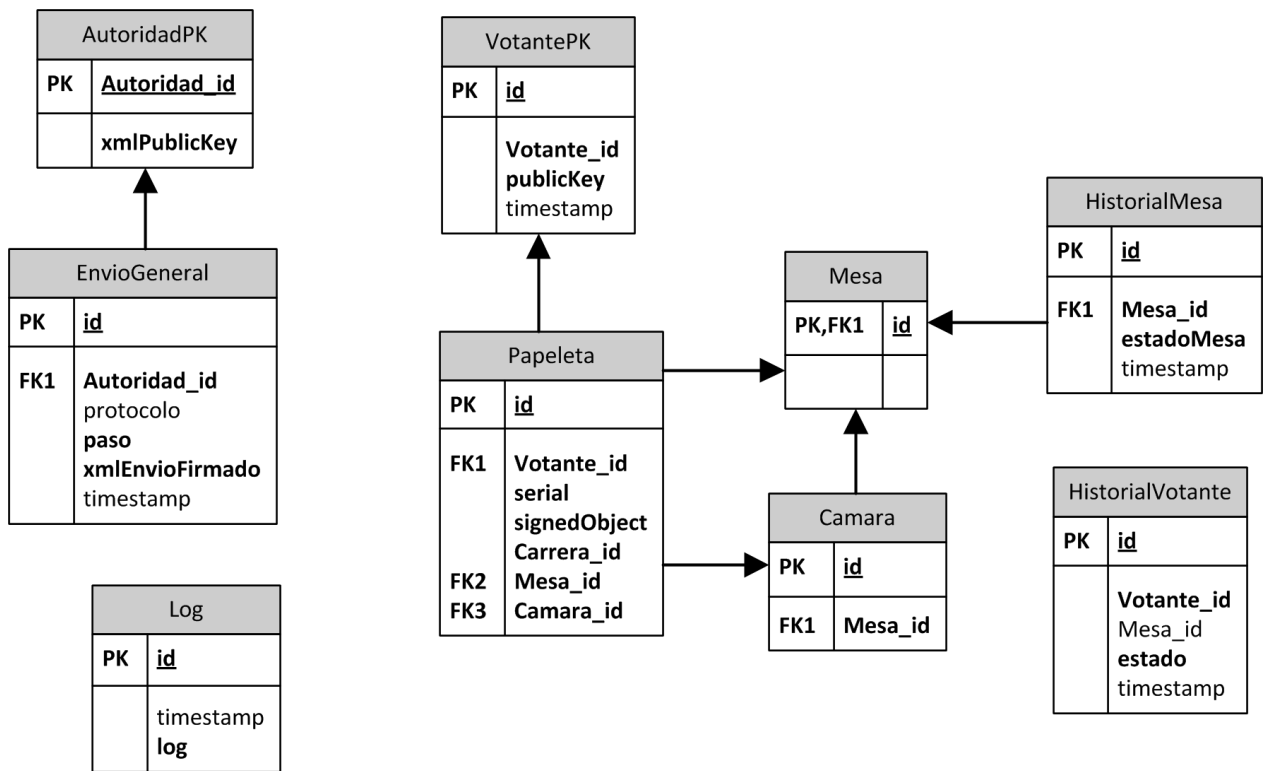 AutoridadPK
PK Autoridad_id
xmlPublicKey
EnvioGeneral
PK id
FK1 Autoridad_id
protocolo
paso
xmlEnvioFirmado
timestamp
Log
PK id
timestamp
log
VotantePK
PK id
Votante_id
publicKey
timestamp
Papeleta
PK id
FK1 Votante_id
serial
signedObject
Carrera_id
FK2 Mesa_id
FK3 Camara_id
Mesa
PK,FK1 id
Camara
PK id
FK1 Mesa_id
HistorialMesa
PK id
FK1 Mesa_id
estadoMesa
timestamp
HistorialVotante
PK id
Votante_id
Mesa_id
estado
timestamp